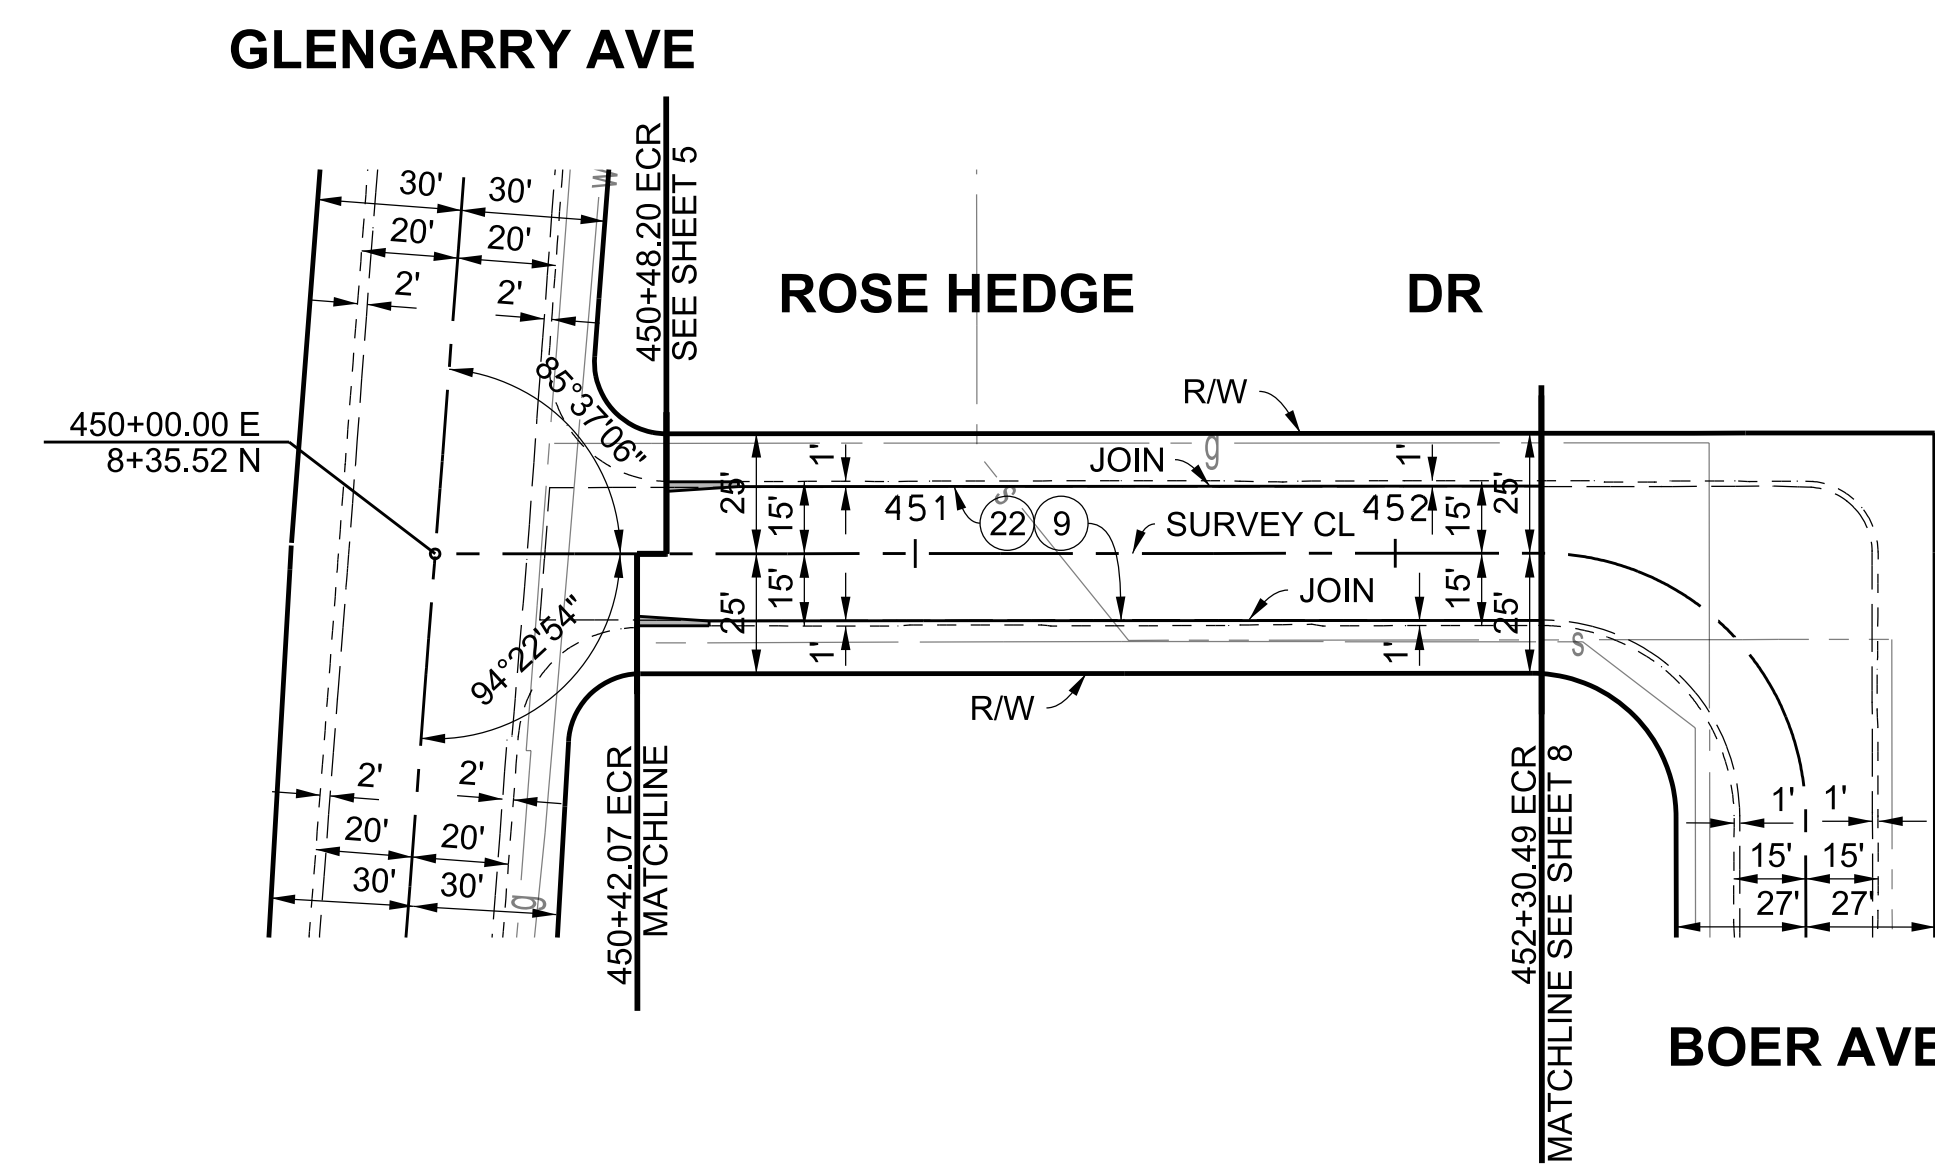 GLENGARRY AVE
450+48.20 ECR
SEE SHEET 5
30' 30'
20' 20'
2' 2'
W
ROSE HEDGE DR
85°37'06"
450+00.00 E
8+35.52 N
R/W
g
JOIN
1' 1'
25' 25'
15' 15'
451 452
s
22 9
SURVEY CL
15' 15'
25' 25'
JOIN
1' 1'
s
94°22'54"
R/W
450+42.07 ECR
MATCHLINE
2' 2'
20' 20'
30' 30'
g
452+30.49 ECR
MATCHLINE SEE SHEET 8
1' 1'
15' 15'
27' 27'
BOER AVE